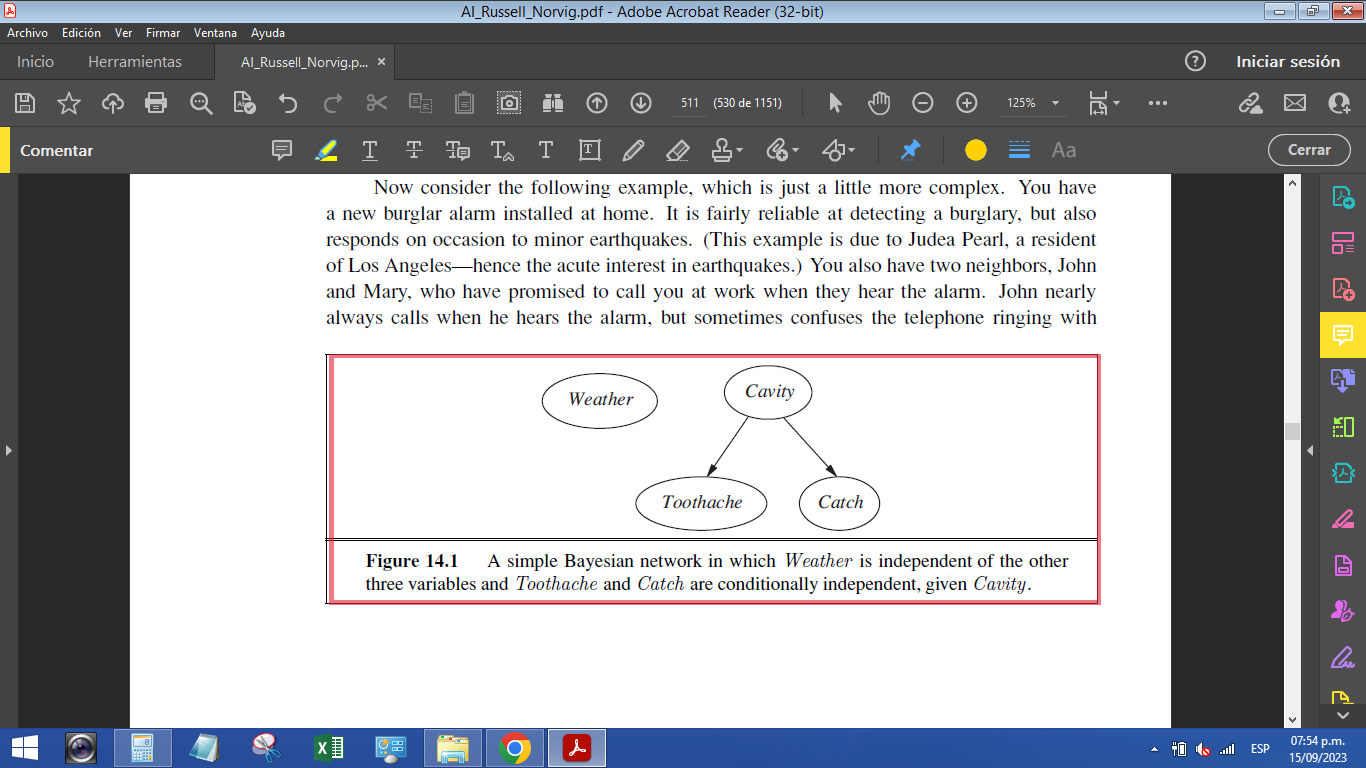 AI_Russell_Norvig.pdf - Adobe Acrobat Reader (32-bit)
Archivo Edición Ver Firmar Ventana Ayuda
Inicio Herramientas AI_Russell_Norvig.p... × Iniciar sesión
511 (530 de 1151) 125%
Comentar Aa Cerrar
Now consider the following example, which is just a little more complex. You have
a new burglar alarm installed at home. It is fairly reliable at detecting a burglary, but also
responds on occasion to minor earthquakes. (This example is due to Judea Pearl, a resident
of Los Angeles—hence the acute interest in earthquakes.) You also have two neighbors, John
and Mary, who have promised to call you at work when they hear the alarm. John nearly
always calls when he hears the alarm, but sometimes confuses the telephone ringing with
Weather Cavity
Toothache Catch
Figure 14.1 A simple Bayesian network in which Weather is independent of the other
three variables and Toothache and Catch are conditionally independent, given Cavity.
ESP 07:54 p.m.
15/09/2023